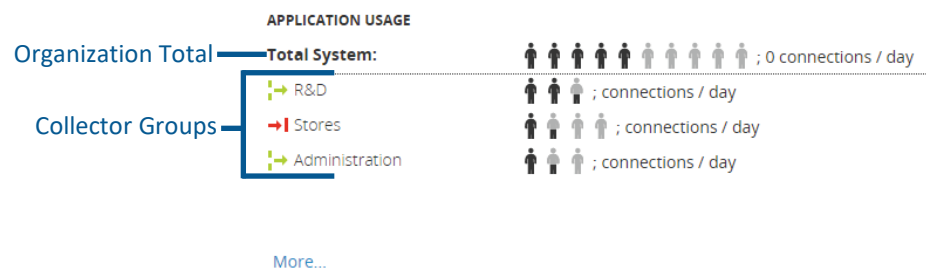 APPLICATION USAGE
Organization Total
Total System: ; 0 connections / day
R&D ; connections / day
Collector Groups
Stores ; connections / day
Administration ; connections / day
More...